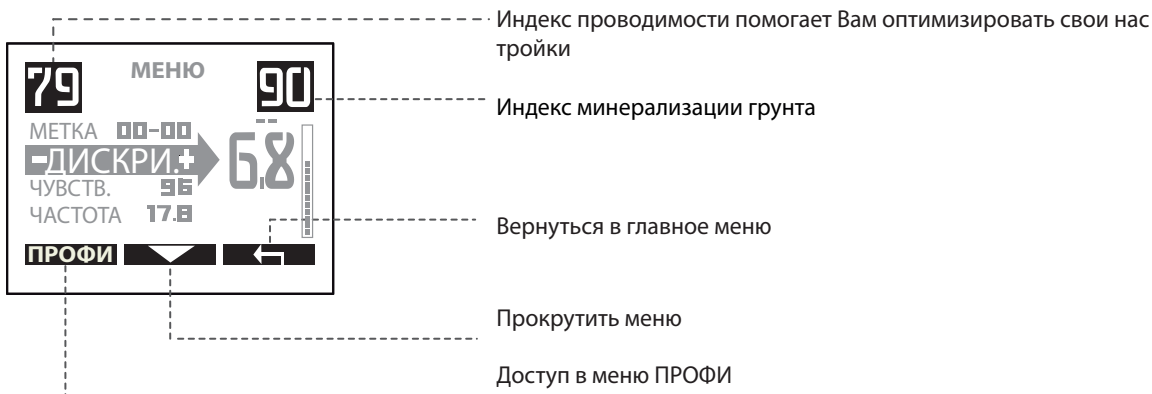 Индекс проводимости помогает Вам оптимизировать свои нас
тройки
79 МЕНЮ 90
Индекс минерализации грунта
МЕТКА 00-00
-ДИСКРИ.+ 6.8
ЧУВСТВ. 96
ЧАСТОТА 17.8
Вернуться в главное меню
ПРОФИ
Прокрутить меню
Доступ в меню ПРОФИ